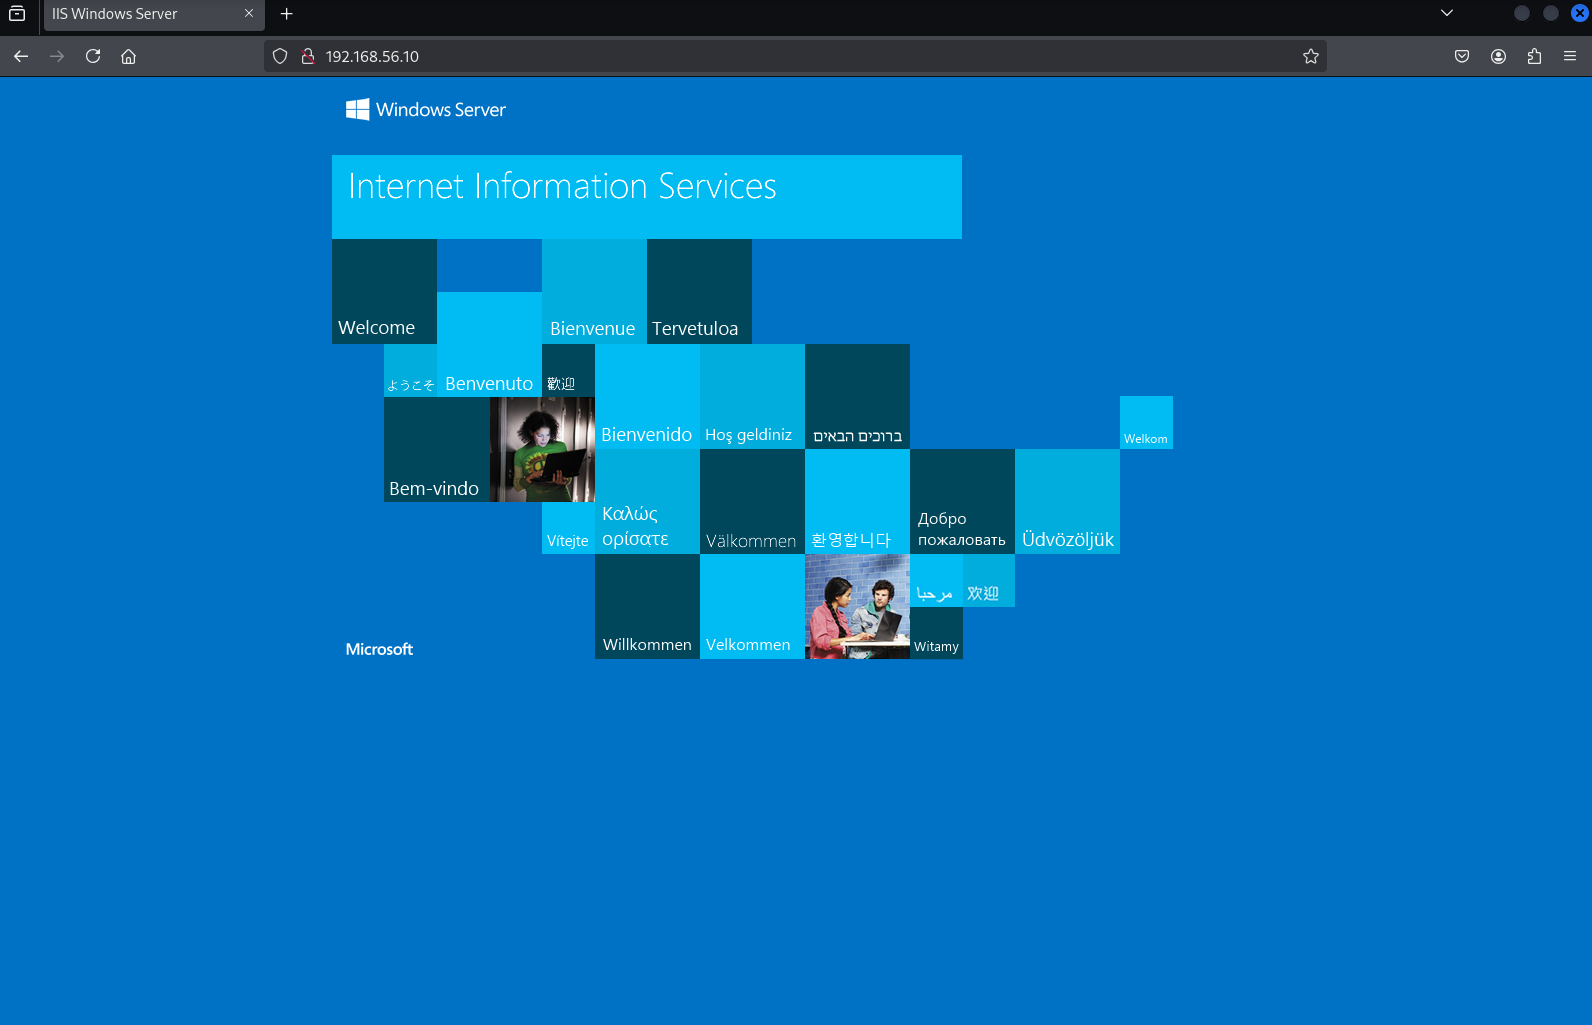 IIS Windows Server
192.168.56.10
Windows Server
Internet Information Services
Welcome
Bienvenue
Tervetuloa
ようこそ
Benvenuto
歡迎
Bienvenido
Hoş geldiniz
ברוכים הבאים
Welkom
Bem-vindo
Vítejte
Καλώς
ορίσατε
Välkommen
환영합니다
Добро
пожаловать
Üdvözöljük
مرحبا
欢迎
Willkommen
Velkommen
Witamy
Microsoft